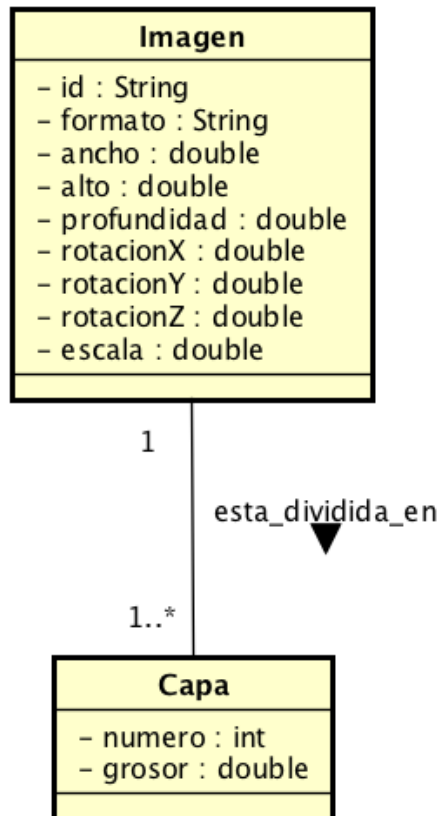 Imagen
- id : String
- formato : String
- ancho : double
- alto : double
- profundidad : double
- rotacionX : double
- rotacionY : double
- rotacionZ : double
- escala : double
1
esta_dividida_en
1..*
Capa
- numero : int
- grosor : double